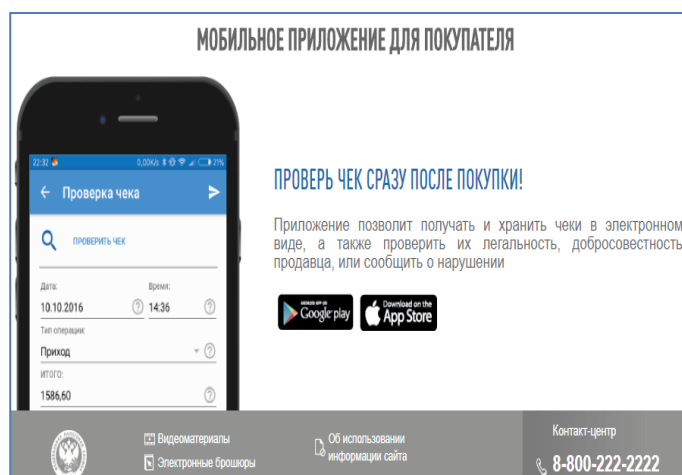 МОБИЛЬНОЕ ПРИЛОЖЕНИЕ ДЛЯ ПОКУПАТЕЛЯ
22:32
0,00K/s
21%
Проверка чека
ПРОВЕРИТЬ ЧЕК
Дата:
Время:
10.10.2016
14:36
Тип операции:
Приход
ИТОГО:
1586,60
ПРОВЕРЬ ЧЕК СРАЗУ ПОСЛЕ ПОКУПКИ!
Приложение позволит получать и хранить чеки в электронном
виде, а также проверить их легальность, добросовестность
продавца, или сообщить о нарушении
ANDROID APP ON
Google play
Download on the
App Store
Видеоматериалы
Электронные брошюры
Об использовании
информации сайта
Контакт-центр
8-800-222-2222